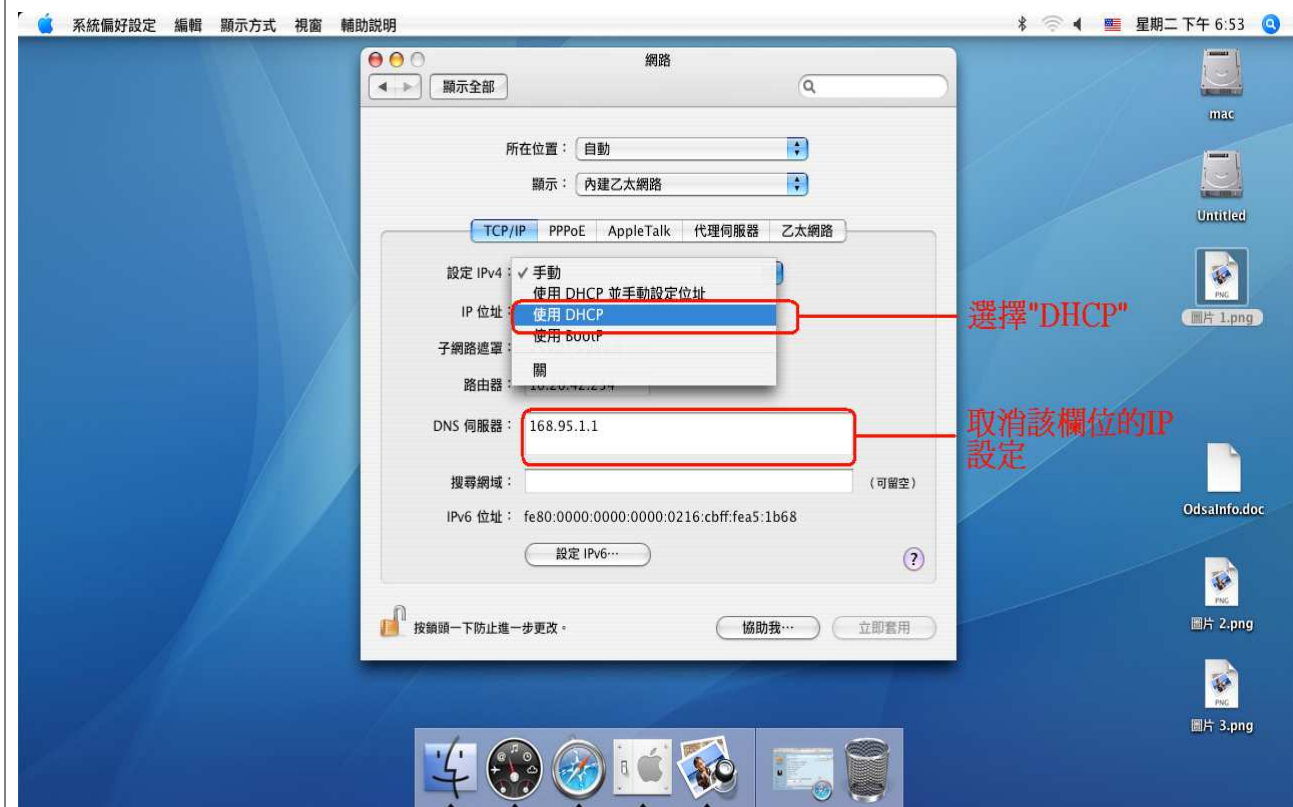 系統偏好設定 編輯 顯示方式 視窗 輔助說明 星期二 下午 6:53
網路
顯示全部
mac
所在位置： 自動
顯示： 內建乙太網路
Untitled
TCP/IP PPPoE AppleTalk 代理伺服器 乙太網路
設定 IPv4： ✓ 手動
使用 DHCP 並手動設定位址
IP 位址： 使用 DHCP
選擇"DHCP"
PNG
圖片 1.png
使用 BootP
子網路遮罩：
關
路由器：
DNS 伺服器： 168.95.1.1
取消該欄位的IP
設定
搜尋網域： （可留空）
IPv6 位址： fe80:0000:0000:0000:0216:cbff:fea5:1b68
OdsaInfo.doc
設定 IPv6⋯ ?
PNG
圖片 2.png
按鎖頭一下防止進一步更改。 協助我⋯ 立即套用
PNG
圖片 3.png